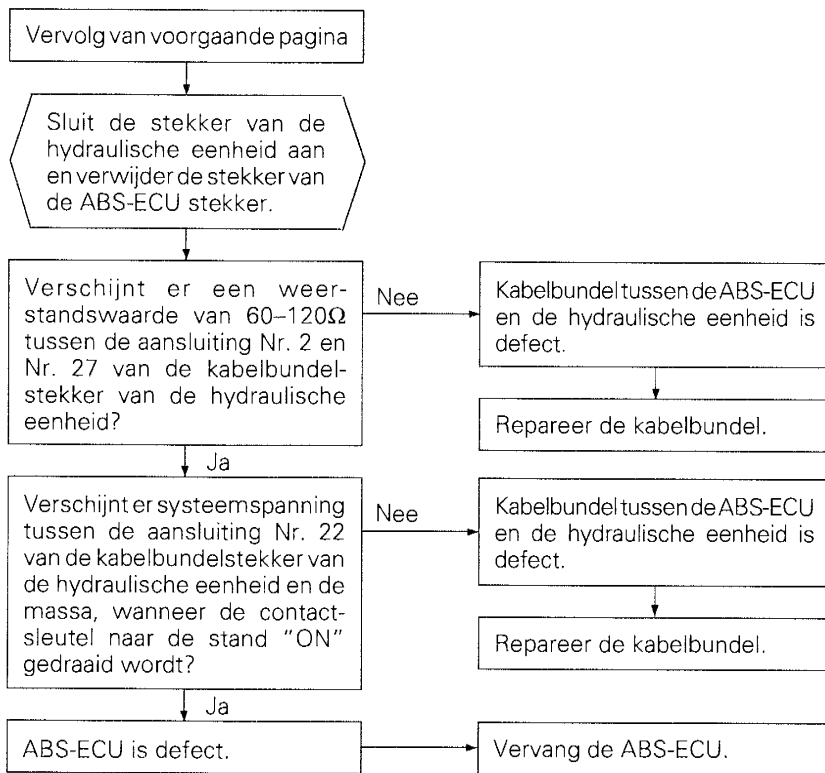 Vervolg van voorgaande pagina
Sluit de stekker van de
hydraulische eenheid aan
en verwijder de stekker van
de ABS-ECU stekker.
Verschijnt er een weer-
standswaarde van 60–120Ω
tussen de aansluiting Nr. 2 en
Nr. 27 van de kabelbundel-
stekker van de hydraulische
eenheid?
Nee
Kabelbundel tussen de ABS-ECU
en de hydraulische eenheid is
defect.
Repareer de kabelbundel.
Ja
Verschijnt er systeemspanning
tussen de aansluiting Nr. 22
van de kabelbundelstekker van
de hydraulische eenheid en de
massa, wanneer de contact-
sleutel naar de stand "ON"
gedraaid wordt?
Nee
Kabelbundel tussen de ABS-ECU
en de hydraulische eenheid is
defect.
Repareer de kabelbundel.
Ja
ABS-ECU is defect.
Vervang de ABS-ECU.